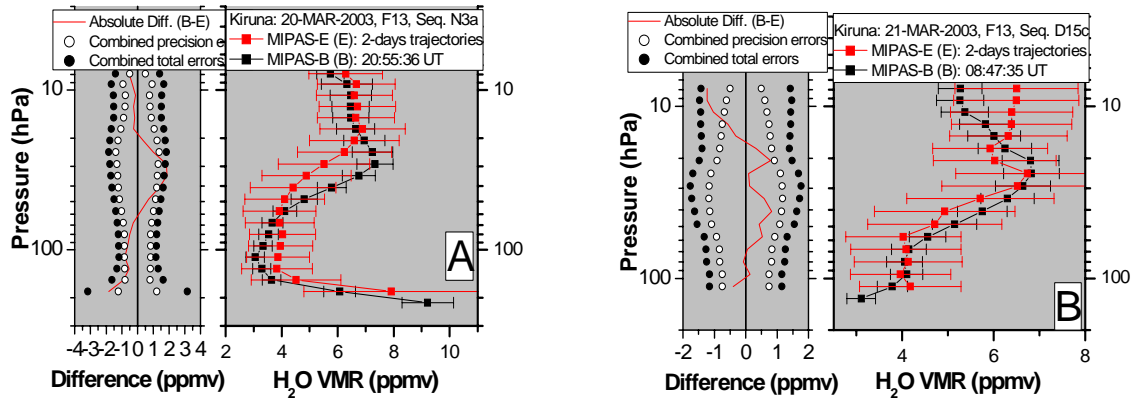 Absolute Diff. (B-E)
Combined precision e
Combined total errors
Kiruna: 20-MAR-2003, F13, Seq. N3a
MIPAS-E (E): 2-days trajectories
MIPAS-B (B): 20:55:36 UT
Pressure (hPa)
10
100
-4 -3 -2 -1 0 1 2 3 4
Difference (ppmv)
10
100
2 4 6 8 10
H2O VMR (ppmv)
A
Absolute Diff. (B-E)
Combined precision errors
Combined total errors
Kiruna: 21-MAR-2003, F13, Seq. D15c
MIPAS-E (E): 2-days trajectories
MIPAS-B (B): 08:47:35 UT
Pressure (hPa)
10
100
-2 -1 0 1 2
Difference (ppmv)
10
100
4 6 8
H2O VMR (ppmv)
B